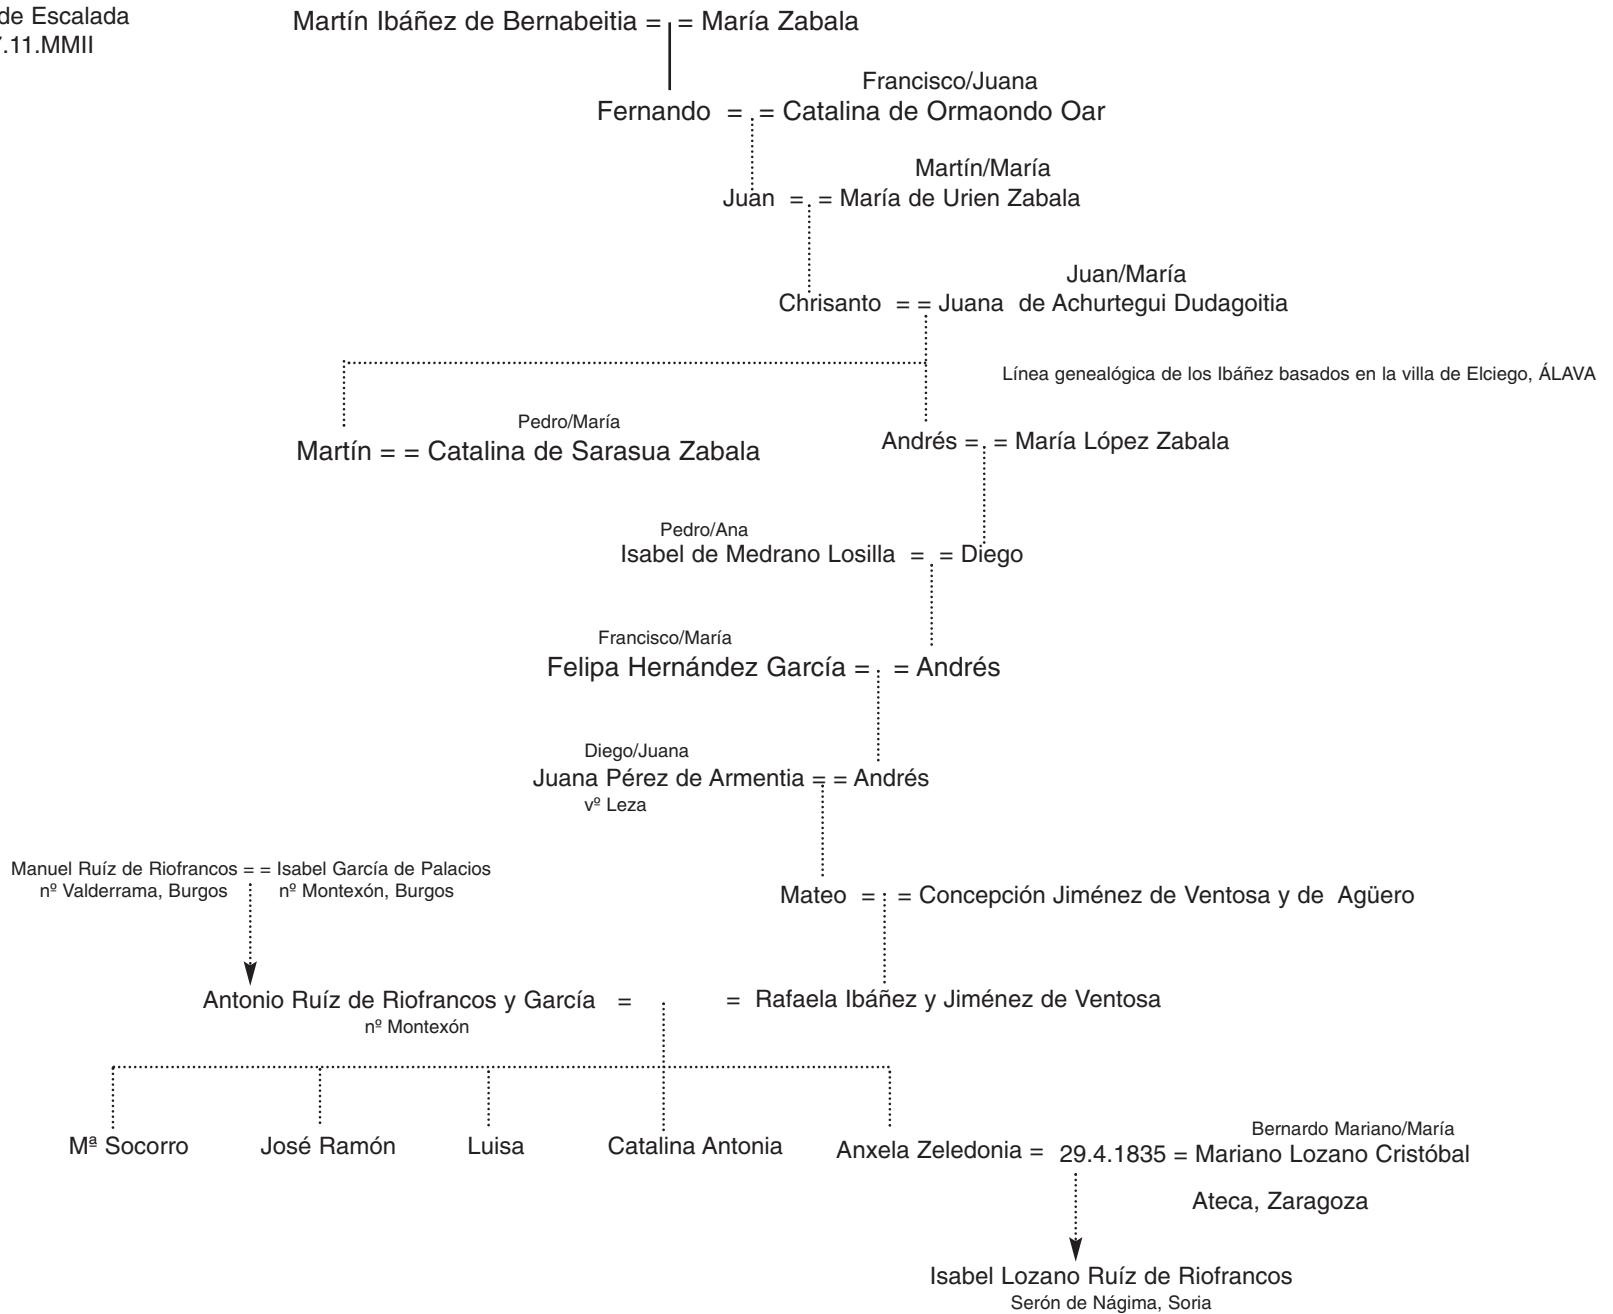 de Escalada
7.11.MMII
Martín Ibáñez de Bernabeitia = = María Zabala
Francisco/Juana
Fernando = = Catalina de Ormaondo Oar
Martín/María
Juan = = María de Urien Zabala
Juan/María
Chrisanto = = Juana de Achurtegui Dudagoitia
Línea genealógica de los Ibáñez basados en la villa de Elciego, ÁLAVA
Pedro/María
Martín = = Catalina de Sarasua Zabala
Andrés = = María López Zabala
Pedro/Ana
Isabel de Medrano Losilla = = Diego
Francisco/María
Felipa Hernández García = = Andrés
Diego/Juana
Juana Pérez de Armentia = = Andrés
vº Leza
Manuel Ruíz de Riofrancos = = Isabel García de Palacios
nº Valderrama, Burgos nº Montexón, Burgos
Mateo = = Concepción Jiménez de Ventosa y de Agüero
Antonio Ruíz de Riofrancos y García = = Rafaela Ibáñez y Jiménez de Ventosa
nº Montexón
Bernardo Mariano/María
Mª Socorro José Ramón Luisa Catalina Antonia Anxela Zeledonia = 29.4.1835 = Mariano Lozano Cristóbal
Ateca, Zaragoza
Isabel Lozano Ruíz de Riofrancos
Serón de Nágima, Soria